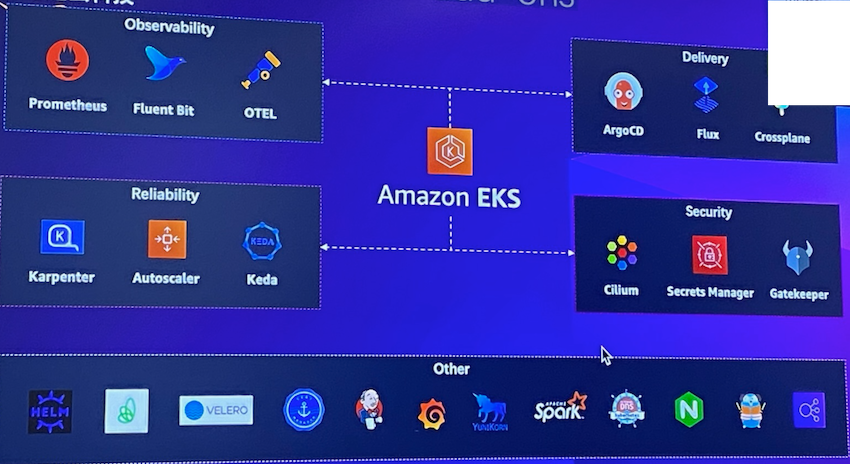 Observability
Prometheus
Fluent Bit
OTEL
Delivery
ArgoCD
Flux
Crossplane
Amazon EKS
Reliability
Karpenter
KEDA
Autoscaler
Keda
Security
Cilium
Secrets Manager
Gatekeeper
Other
HELM
VELERO
YUNIKORN
APACHE
Spark
DNS
N